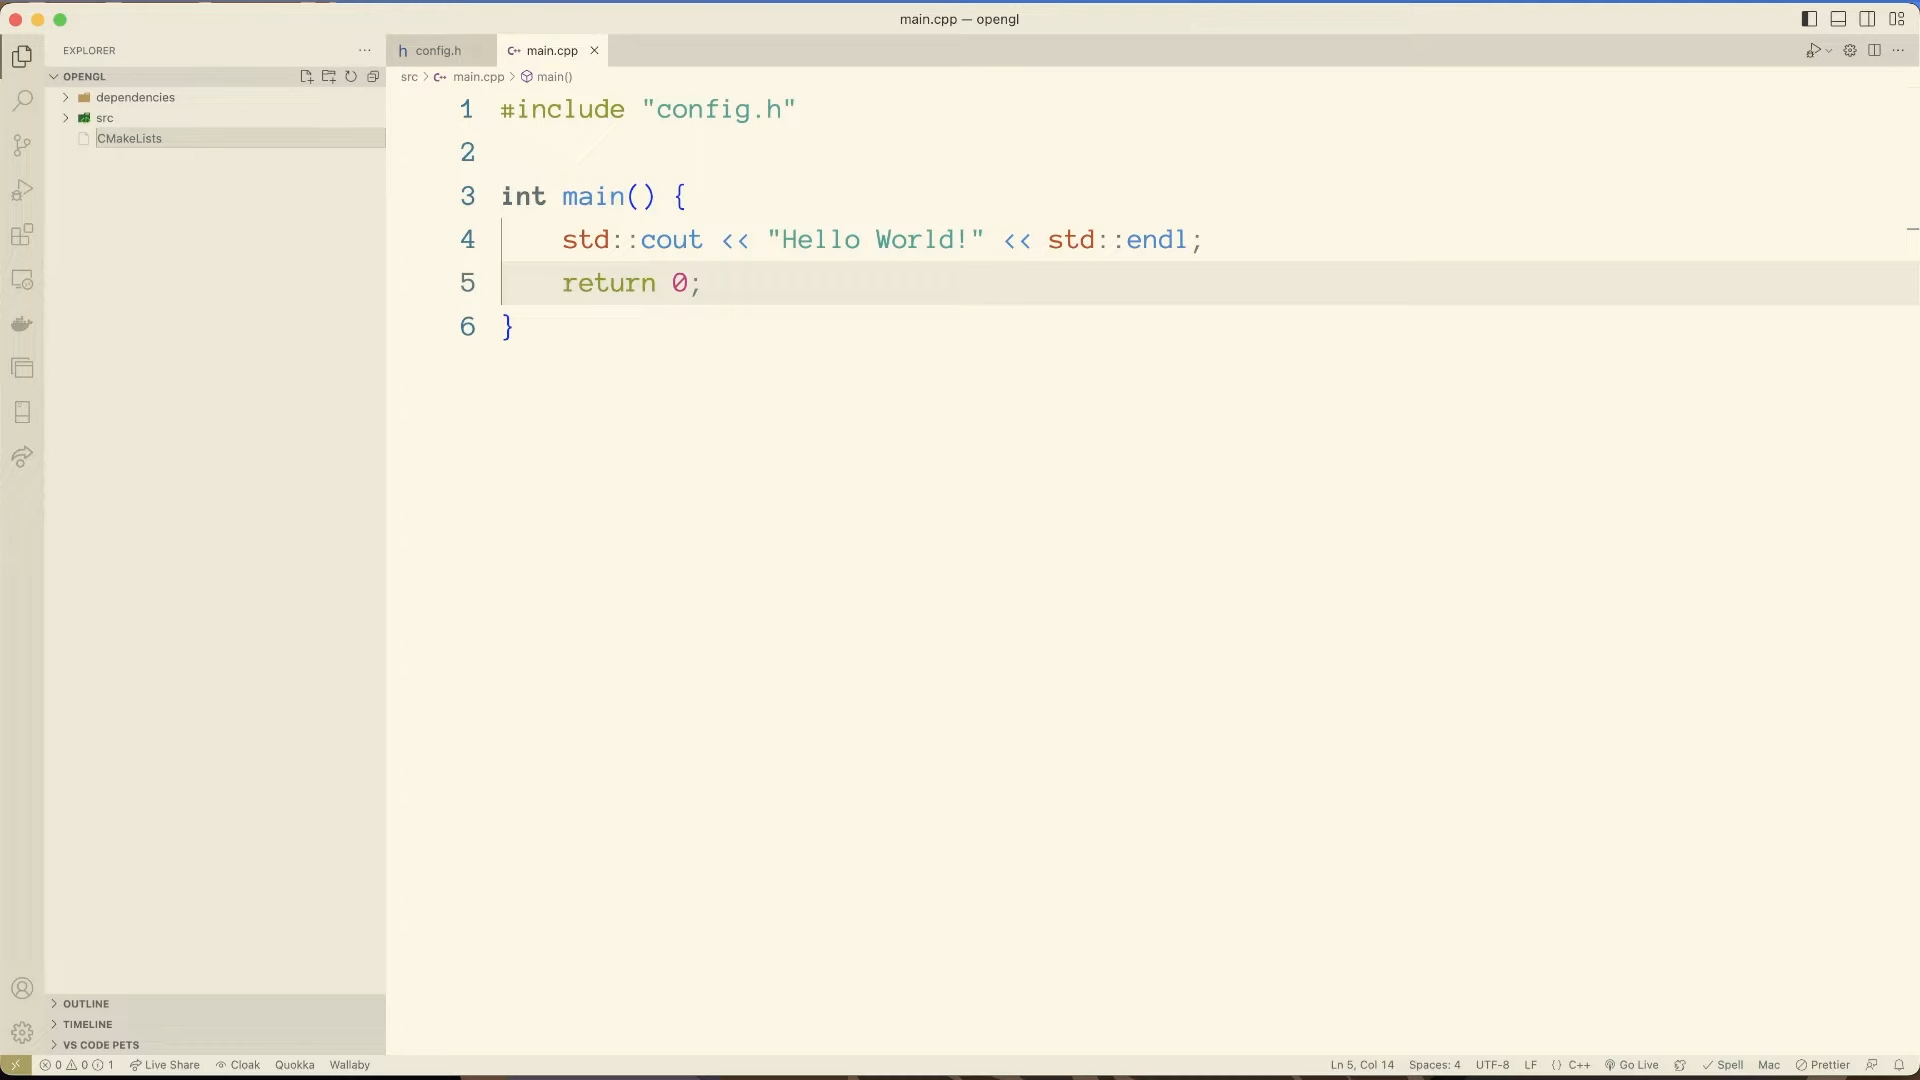 main.cpp — opengl
EXPLORER
OPENGL
dependencies
src
CMakeLists
OUTLINE
TIMELINE
VS CODE PETS
config.h
main.cpp
src > main.cpp > main()
1 #include "config.h"
2
3 int main() {
4 std::cout << "Hello World!" << std::endl;
5 return 0;
6 }
0 0 1 Live Share Cloak Quokka Wallaby
Ln 5, Col 14 Spaces: 4 UTF-8 LF {} C++ Go Live Spell Mac Prettier